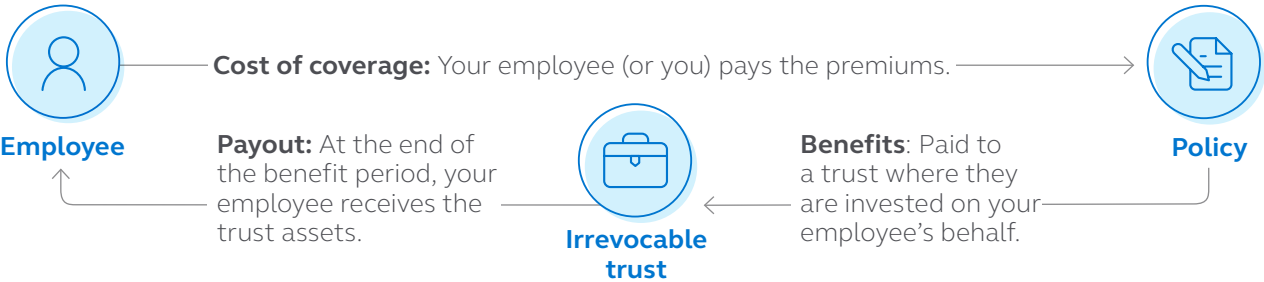 Cost of coverage: Your employee (or you) pays the premiums.
Employee
Payout: At the end of
the benefit period, your
employee receives the
trust assets.
Irrevocable
trust
Benefits: Paid to
a trust where they
are invested on your
employee’s behalf.
Policy